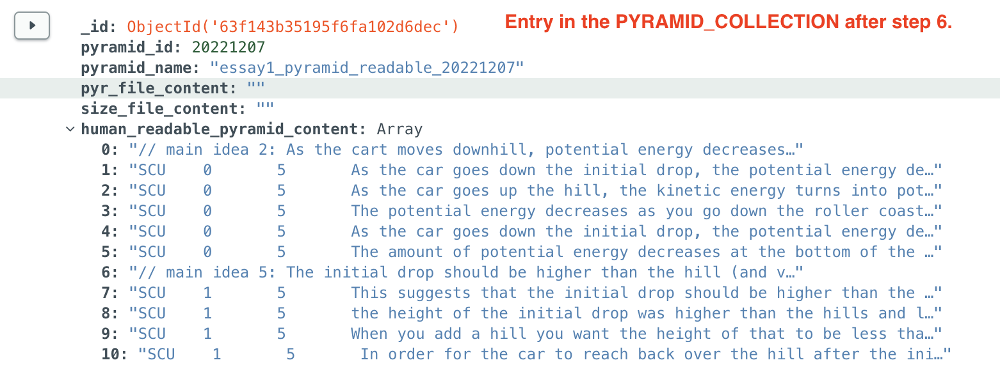 _id: ObjectId('63f143b35195f6fa102d6dec') Entry in the PYRAMID_COLLECTION after step 6.
pyramid_id: 20221207
pyramid_name: "essay1_pyramid_readable_20221207"
pyr_file_content: ""
size_file_content: ""
human_readable_pyramid_content: Array
0: "// main idea 2: As the cart moves downhill, potential energy decreases…"
1: "SCU 0 5 As the car goes down the initial drop, the potential energy de…"
2: "SCU 0 5 As the car goes up the hill, the kinetic energy turns into pot…"
3: "SCU 0 5 The potential energy decreases as you go down the roller coast…"
4: "SCU 0 5 As the car goes down the initial drop, the potential energy de…"
5: "SCU 0 5 The amount of potential energy decreases at the bottom of the …"
6: "// main idea 5: The initial drop should be higher than the hill (and v…"
7: "SCU 1 5 This suggests that the initial drop should be higher than the …"
8: "SCU 1 5 the height of the initial drop was higher than the hills and l…"
9: "SCU 1 5 When you add a hill you want the height of that to be less tha…"
10: "SCU 1 5 In order for the car to reach back over the hill after the ini…"